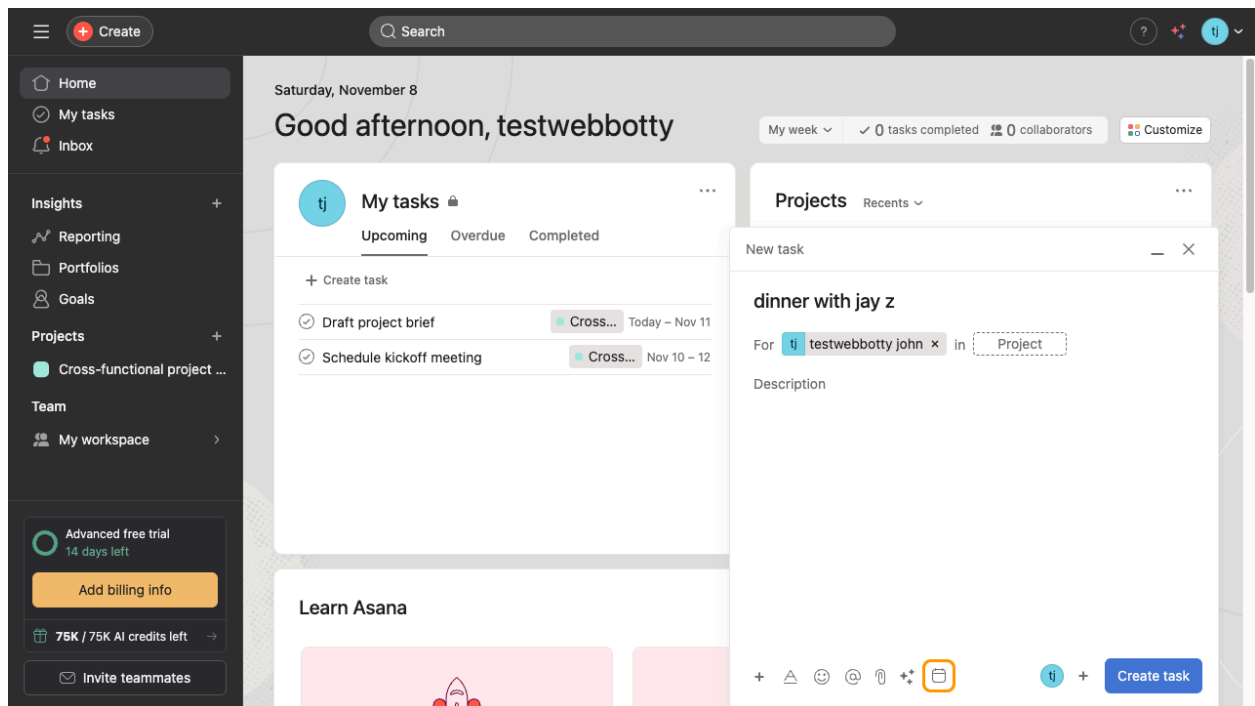 Create
Search
?
tj
Home
My tasks
Inbox
Insights
Reporting
Portfolios
Goals
Projects
Cross-functional project ...
Team
My workspace
Advanced free trial
14 days left
Add billing info
75K / 75K AI credits left
Invite teammates
Saturday, November 8
Good afternoon, testwebbotty
My week
0 tasks completed
0 collaborators
Customize
tj
My tasks
Upcoming
Overdue
Completed
Create task
Draft project brief
Cross...
Today – Nov 11
Schedule kickoff meeting
Cross...
Nov 10 – 12
Learn Asana
Projects
Recents
New task
dinner with jay z
For tj testwebbotty john × in Project
Description
tj
Create task